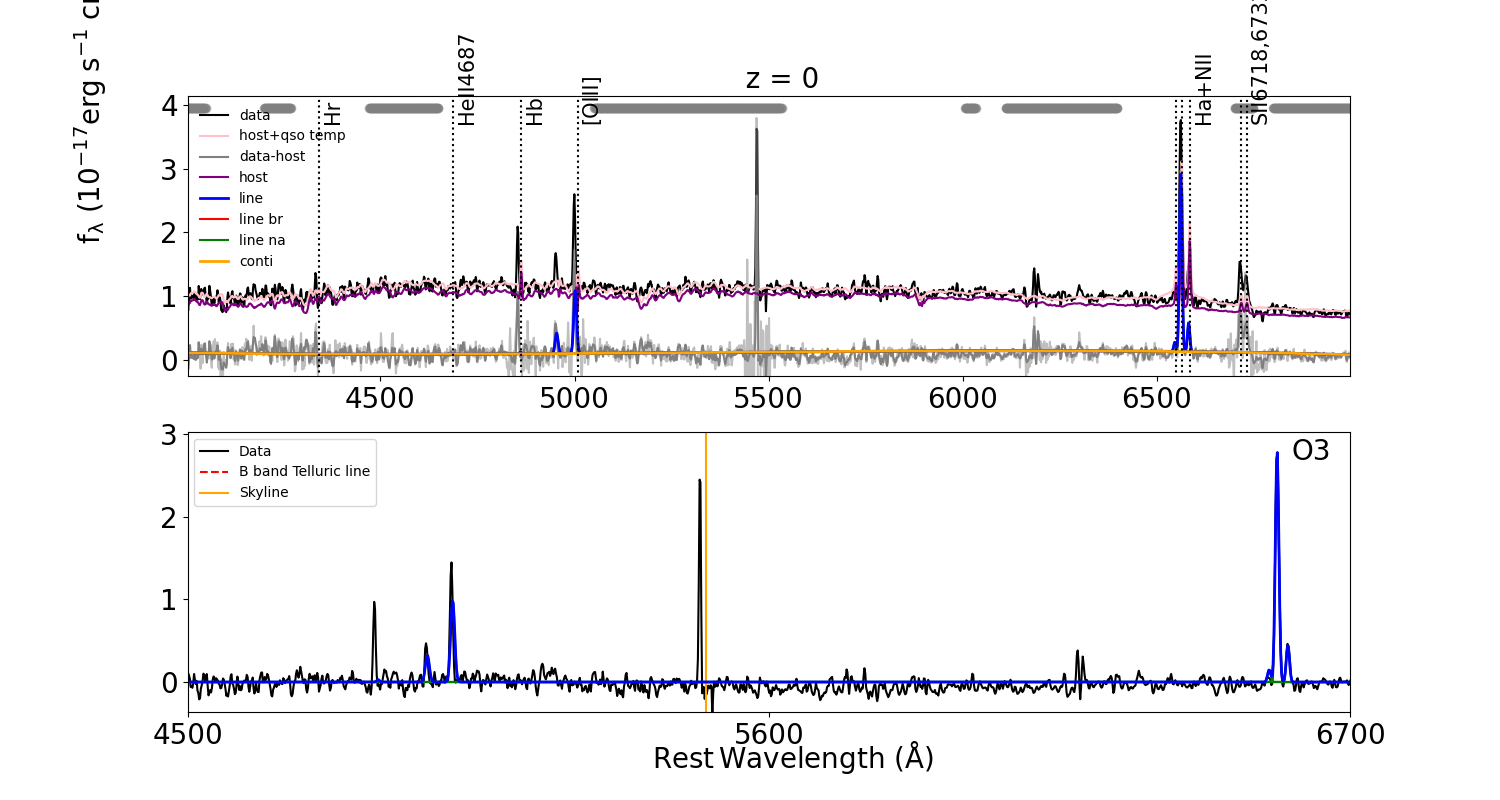 z = 0
f_λ (10⁻¹⁷erg s⁻¹ c
Hr
HeII4687
Hb
[OIII]
Ha+NII
SII6718,673
data
host+qso temp
data-host
host
line
line br
line na
conti
4
3
2
1
0
4500 5000 5500 6000 6500
Data
B band Telluric line
Skyline
O3
3
2
1
0
4500 5600 6700
Rest Wavelength (Å)